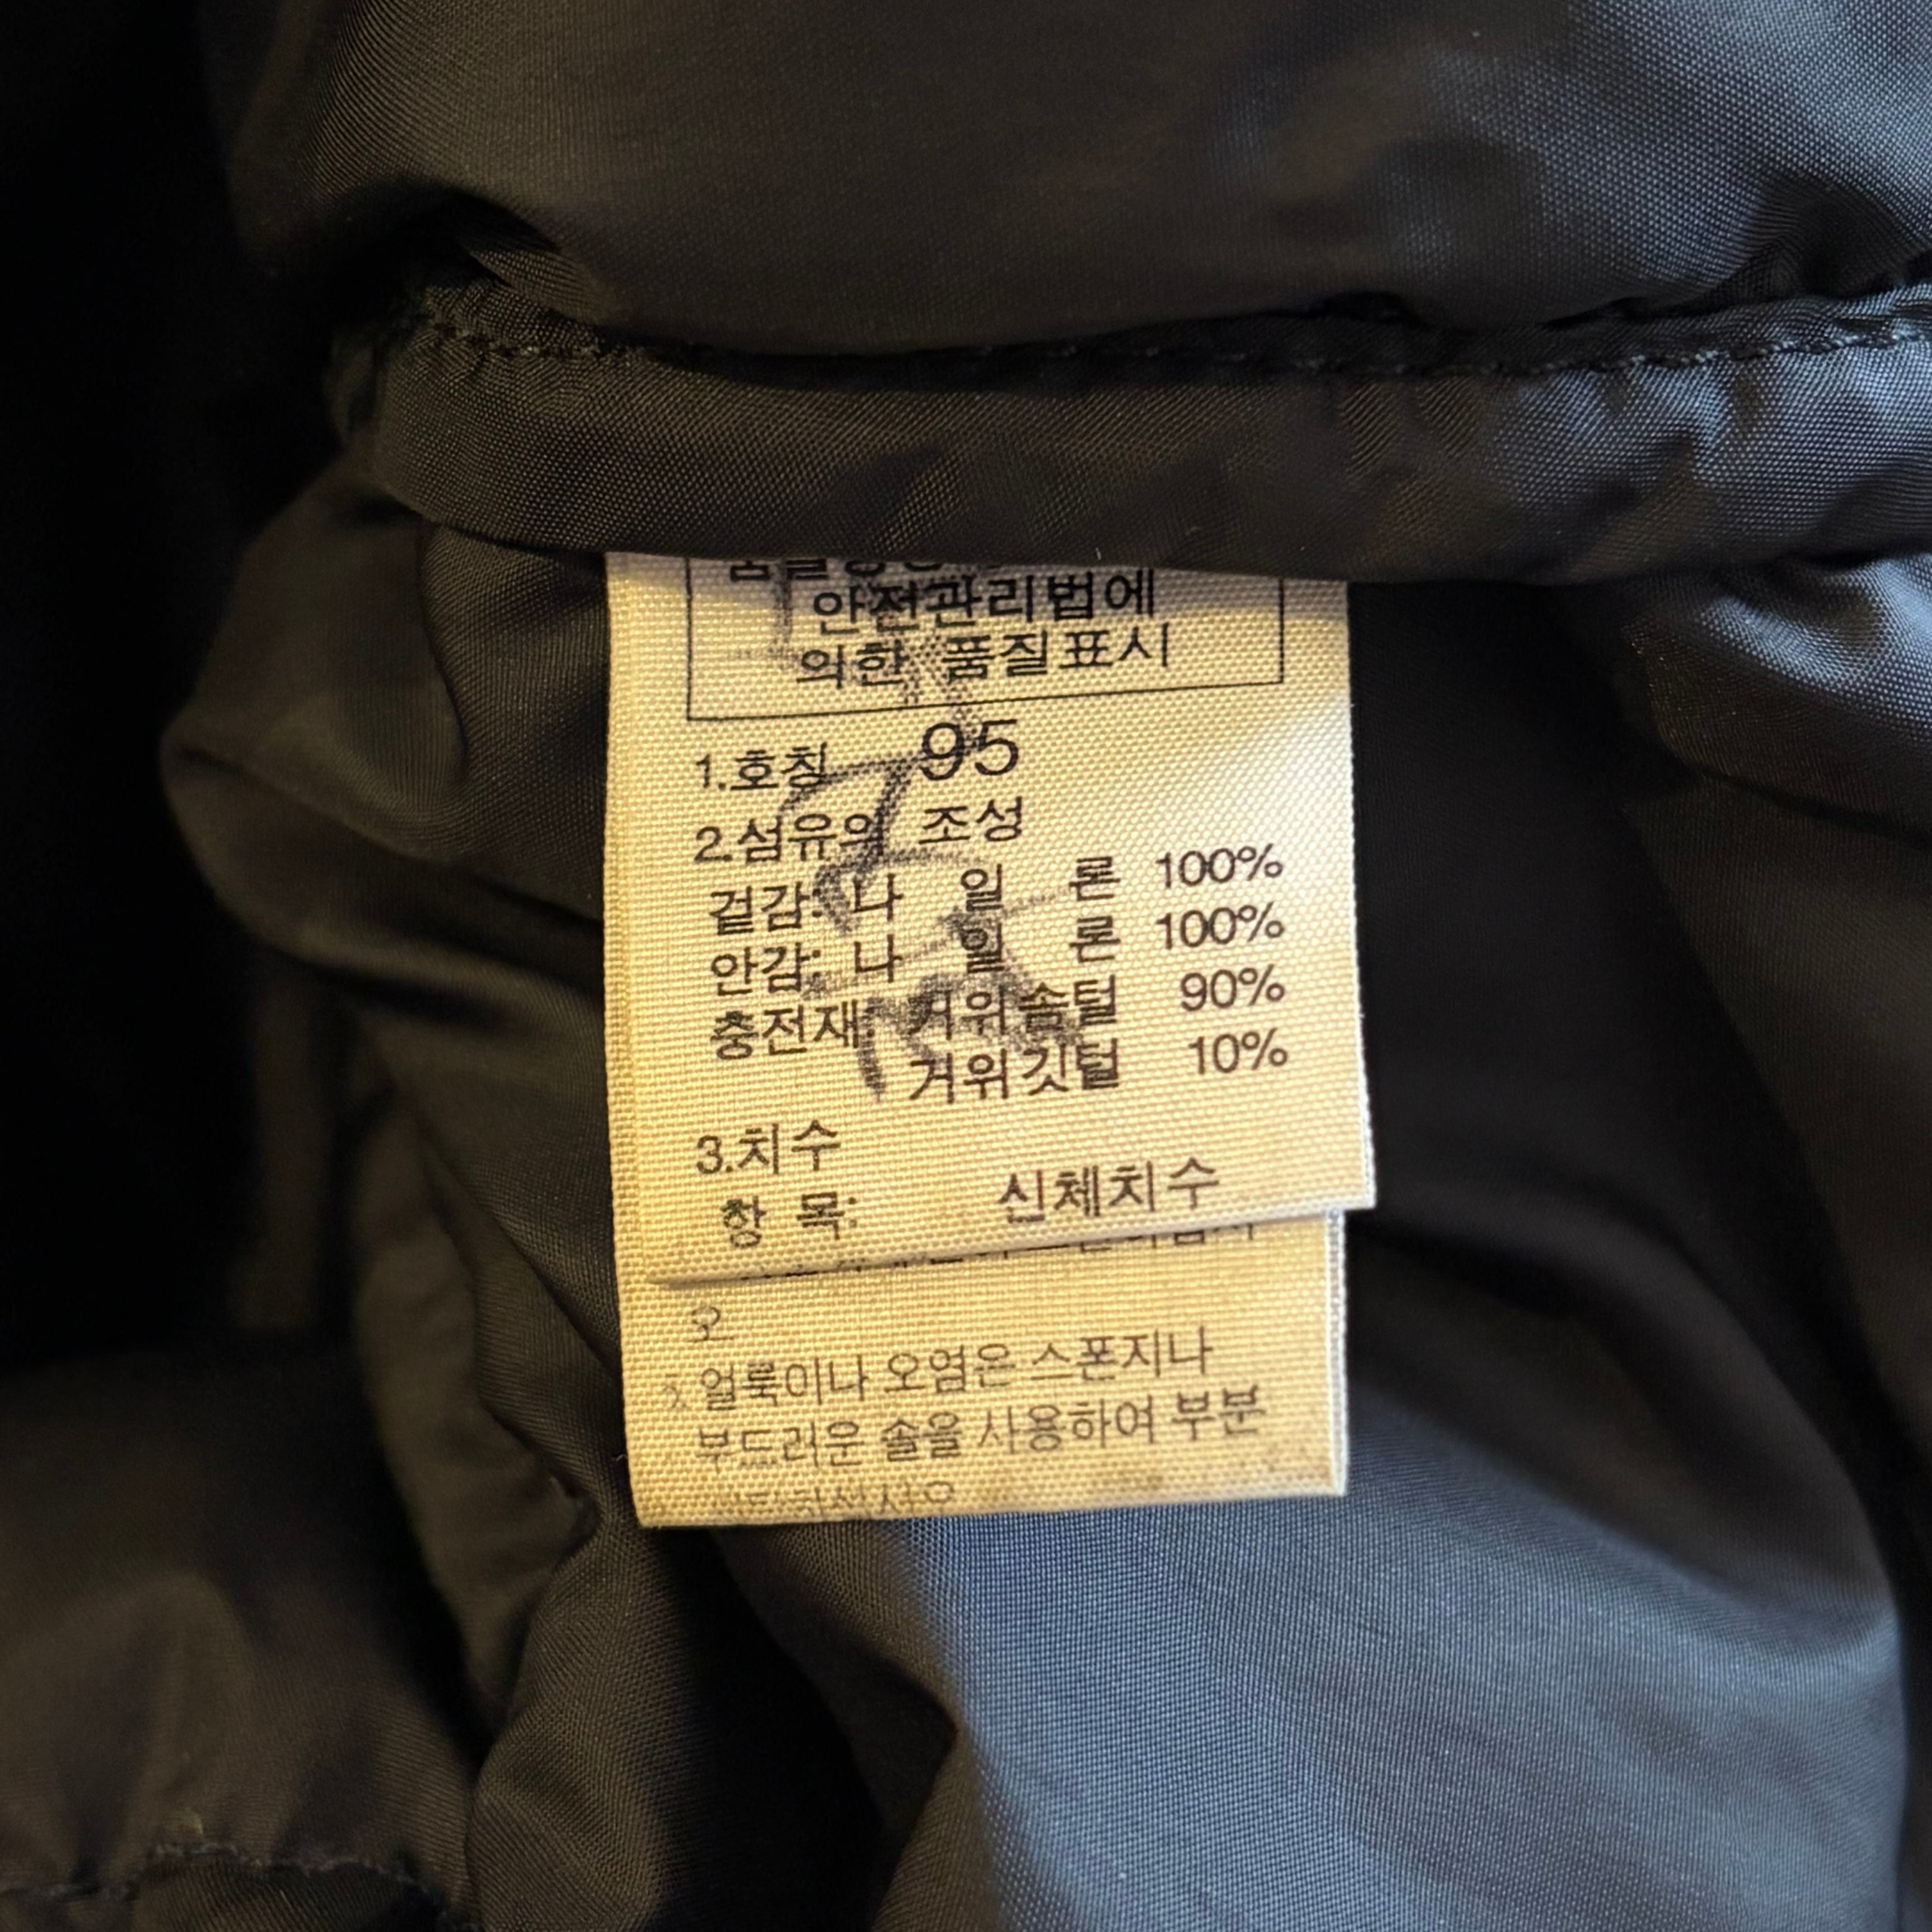 안전관리법에
의한 품질표시
1.호칭 95
2.섬유의 조성
겉감: 나 일 론 100%
안감: 나 일 론 100%
충전재: 거위솜털 90%
거위깃털 10%
3.치수
항 목: 신체치수
오
얼룩이나 오염은 스폰지나
부드러운 솔을 사용하여 부분